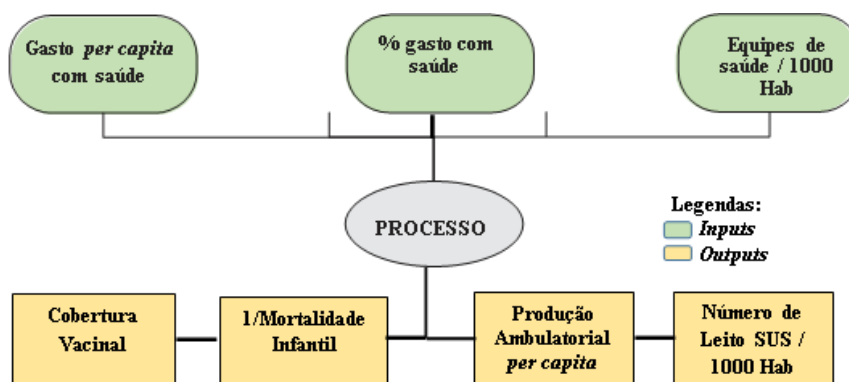 Gasto per capita
com saúde
% gasto com
saúde
Equipes de
saúde / 1000
Hab
PROCESSO
Legendas:
Inputs
Outputs
Cobertura
Vacinal
1/Mortalidade
Infantil
Produção
Ambulatorial
per capita
Número de
Leito SUS /
1000 Hab